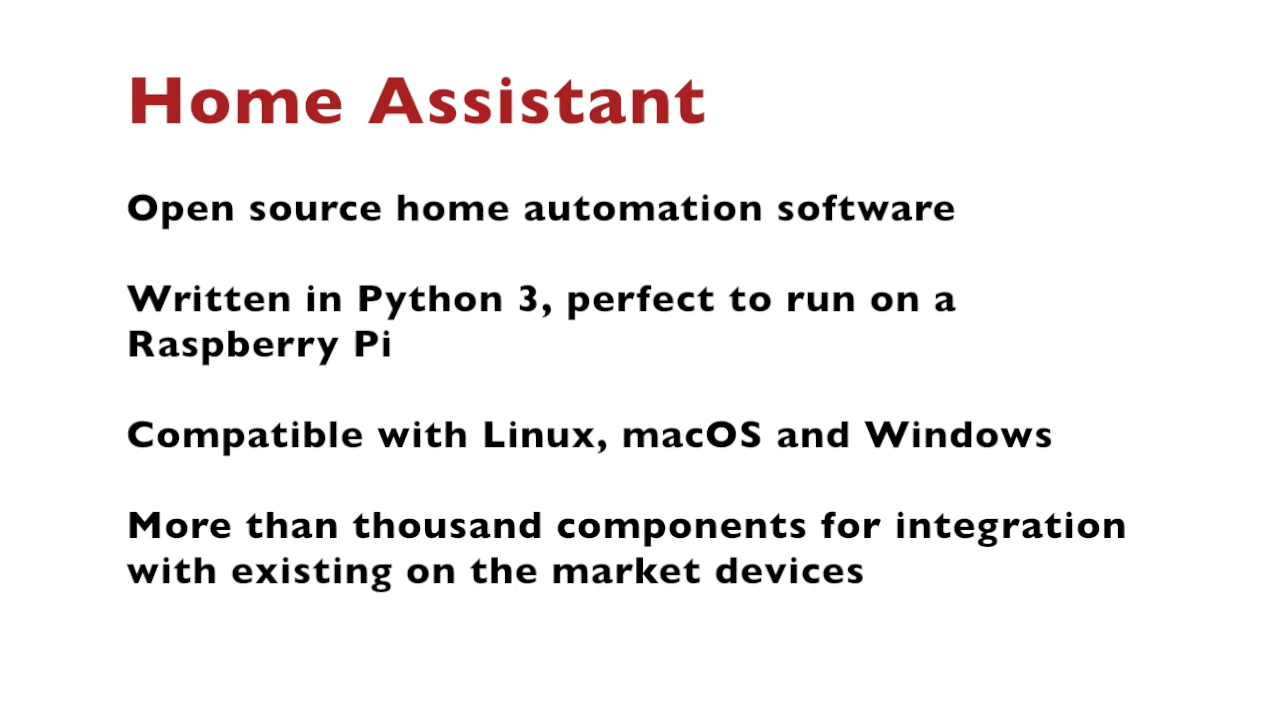 Home Assistant
Open source home automation software
Written in Python 3, perfect to run on a
Raspberry Pi
Compatible with Linux, macOS and Windows
More than thousand components for integration
with existing on the market devices